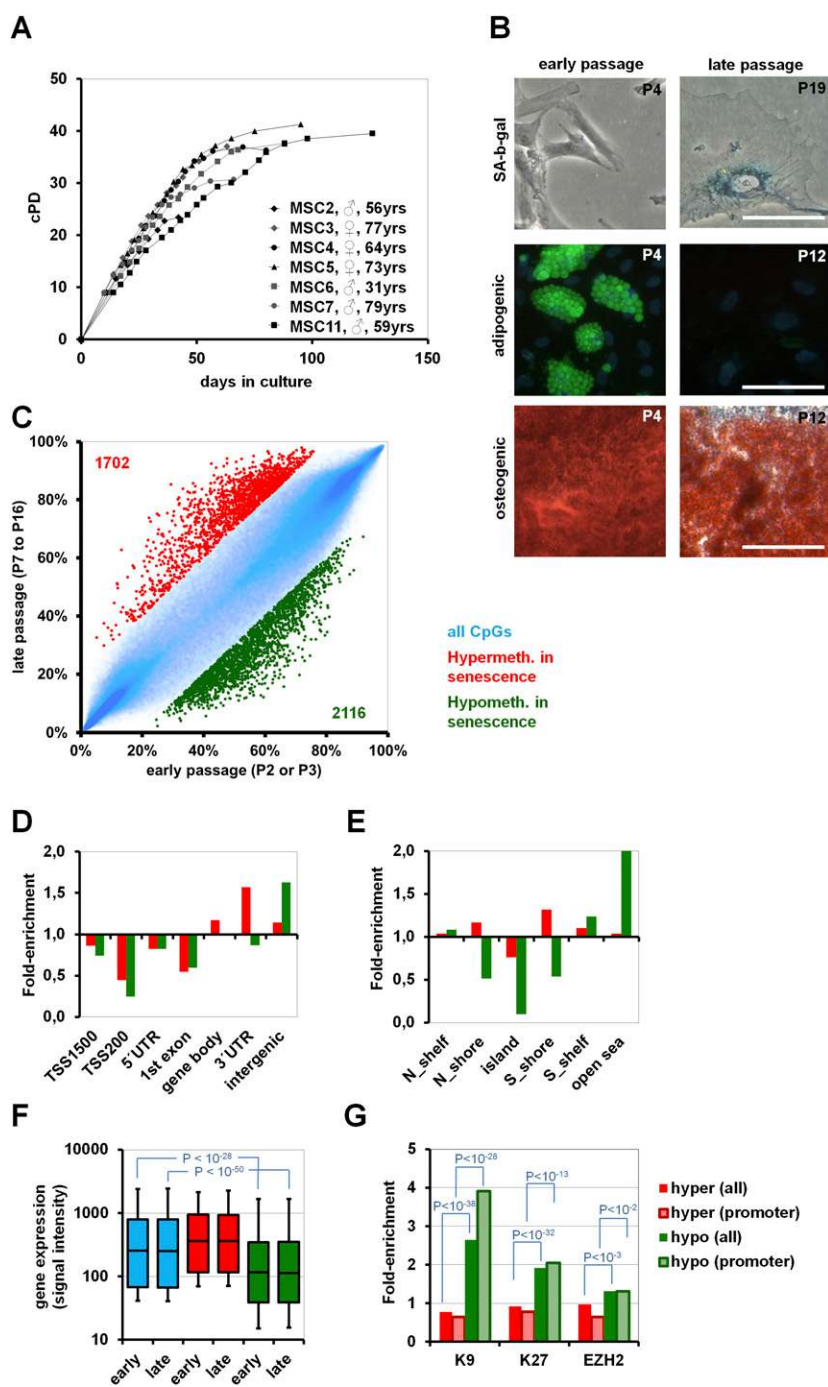 A
50
40
30
20
10
0
cPD
0
50
100
150
days in culture
MSC2, ♂, 56yrs
MSC3, ♀, 77yrs
MSC4, ♀, 64yrs
MSC5, ♀, 73yrs
MSC6, ♂, 31yrs
MSC7, ♂, 79yrs
MSC11, ♂, 59yrs
B
early passage
late passage
SA-b-gal
P4
P19
adipogenic
P4
P12
osteogenic
P4
P12
C
100%
80%
60%
40%
20%
0%
late passage (P7 to P16)
1702
2116
0%
20%
40%
60%
80%
100%
early passage (P2 or P3)
all CpGs
Hypermeth. in
senescence
Hypometh. in
senescence
D
Fold-enrichment
2,0
1,5
1,0
0,5
0,0
TSS1500
TSS200
5´UTR
1st exon
gene body
3´UTR
intergenic
E
Fold-enrichment
2,0
1,5
1,0
0,5
0,0
N_shelf
N_shore
island
S_shore
S_shelf
open sea
F
gene expression
(signal intensity)
10000
1000
100
10
P < 10⁻²⁸
P < 10⁻⁵⁰
early
late
early
late
early
late
G
Fold-enrichment
5
4
3
2
1
0
P<10⁻²⁸
P<10⁻³⁸
P<10⁻¹³
P<10⁻³²
P<10⁻²
P<10⁻³
K9
K27
EZH2
hyper (all)
hyper (promoter)
hypo (all)
hypo (promoter)